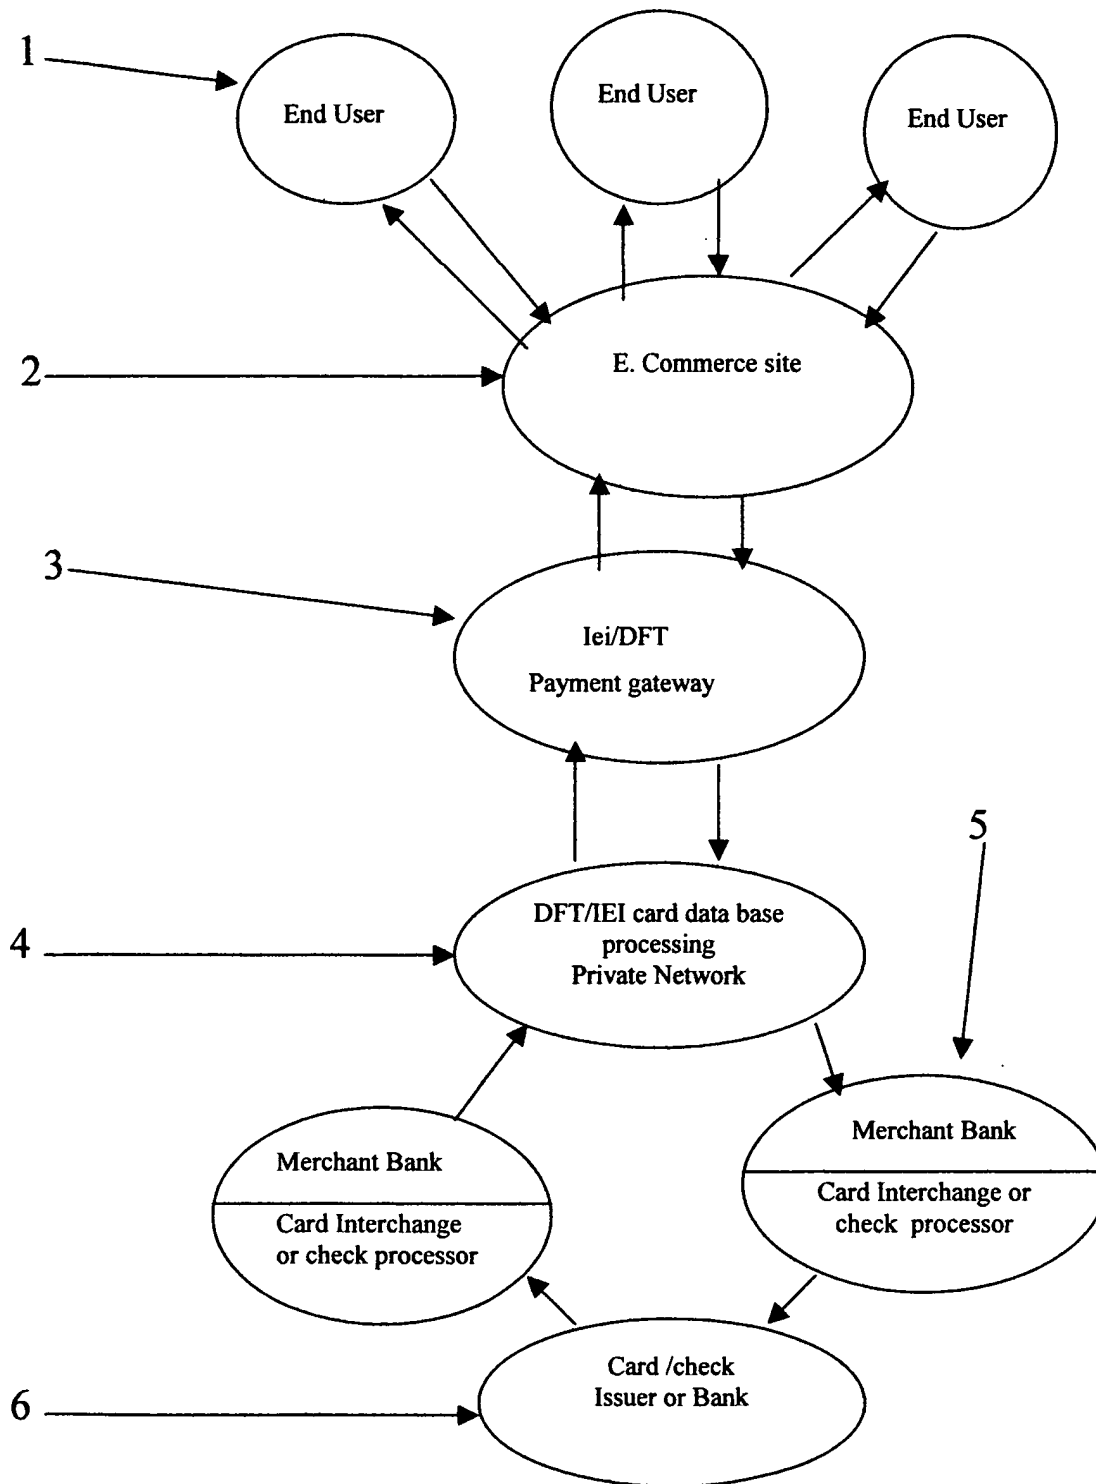 1
End User
End User
End User
2
E. Commerce site
3
Iei/DFT
Payment gateway
5
4
DFT/IEI card data base
processing
Private Network
Merchant Bank
Card Interchange or
check processor
Merchant Bank
Card Interchange
or check processor
6
Card /check
Issuer or Bank